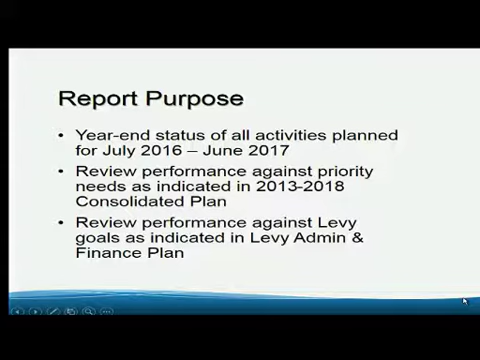 Report Purpose
• Year-end status of all activities planned
for July 2016 – June 2017
• Review performance against priority
needs as indicated in 2013-2018
Consolidated Plan
• Review performance against Levy
goals as indicated in Levy Admin &
Finance Plan